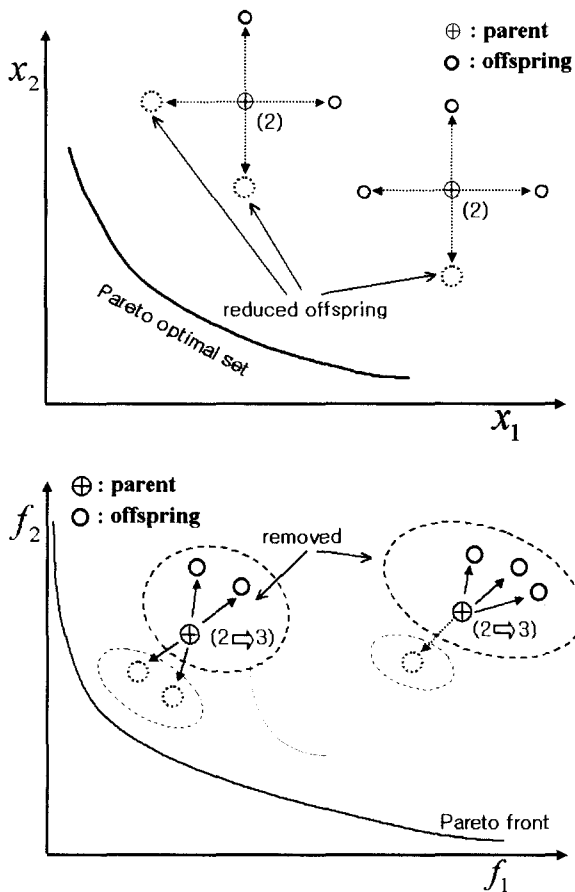 ⊕ : parent
○ : offspring
x₂
(2)
(2)
reduced offspring
Pareto optimal set
x₁
⊕ : parent
○ : offspring
f₂
removed
(2⇨3)
(2⇨3)
Pareto front
f₁